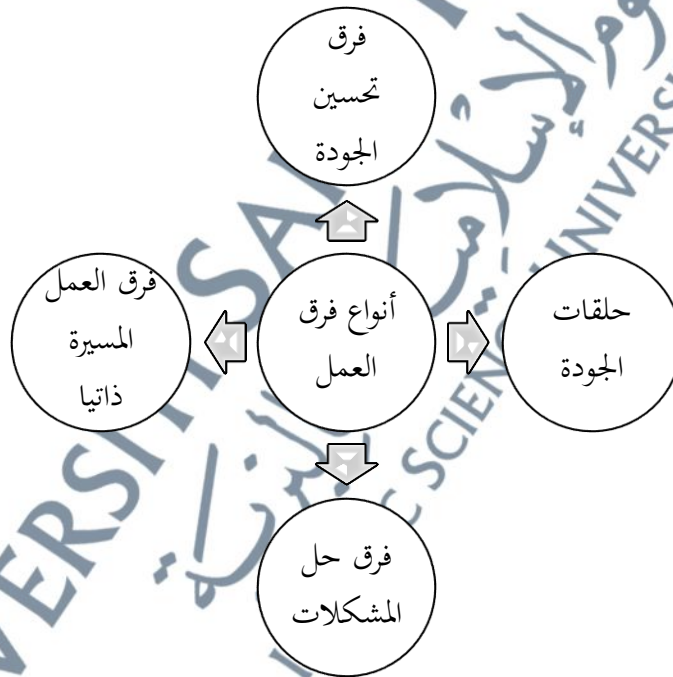 فرق
تحسين
الجودة
حلقات
الجودة
أنواع فرق
العمل
فرق العمل
المسيرة
ذاتيا
فرق حل
المشكلات